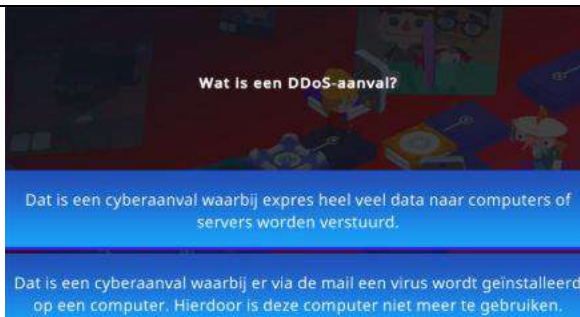 Wat is een DDoS-aanval?
Dat is een cyberaanval waarbij expres heel veel data naar computers of
servers worden verstuurd.
Dat is een cyberaanval waarbij er via de mail een virus wordt geïnstalleerd
op een computer. Hierdoor is deze computer niet meer te gebruiken.